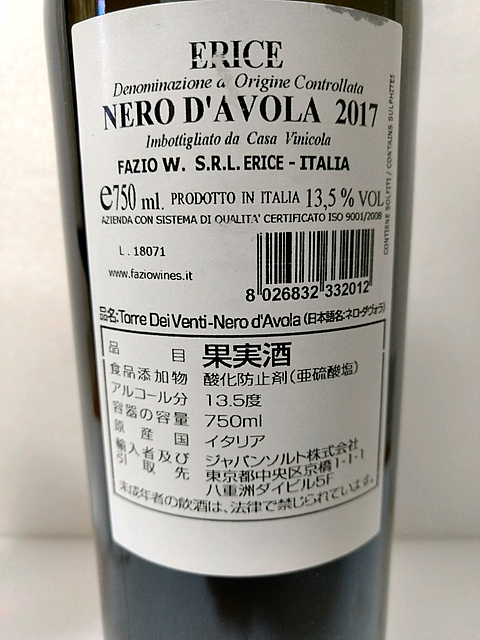 ERICE
Denominazione di Origine Controllata
NERO D'AVOLA 2017
Imbottigliato da Casa Vinicola
FAZIO W. S.R.L. ERICE - ITALIA
e750 ml. PRODOTTO IN ITALIA 13,5 % VOL
AZIENDA CON SISTEMA DI QUALITA' CERTIFICATO ISO 9001/2008
CONTIENE SOLFITI / CONTAINS SULPHITES
L. 18071
www.faziowines.it
8 026832 332012
品名:Torre Dei Venti-Nero d'Avola (日本語名:ネロ・ダヴォラ)
品目 果実酒
食品添加物 酸化防止剤(亜硫酸塩)
アルコール分 13.5度
容器の容量 750ml
原産国 イタリア
輸入者及び ジャパンソルト株式会社
引取先 東京都中央区京橋1-1-1
八重洲ダイビル5F
未成年者の飲酒は、法律で禁じられています。